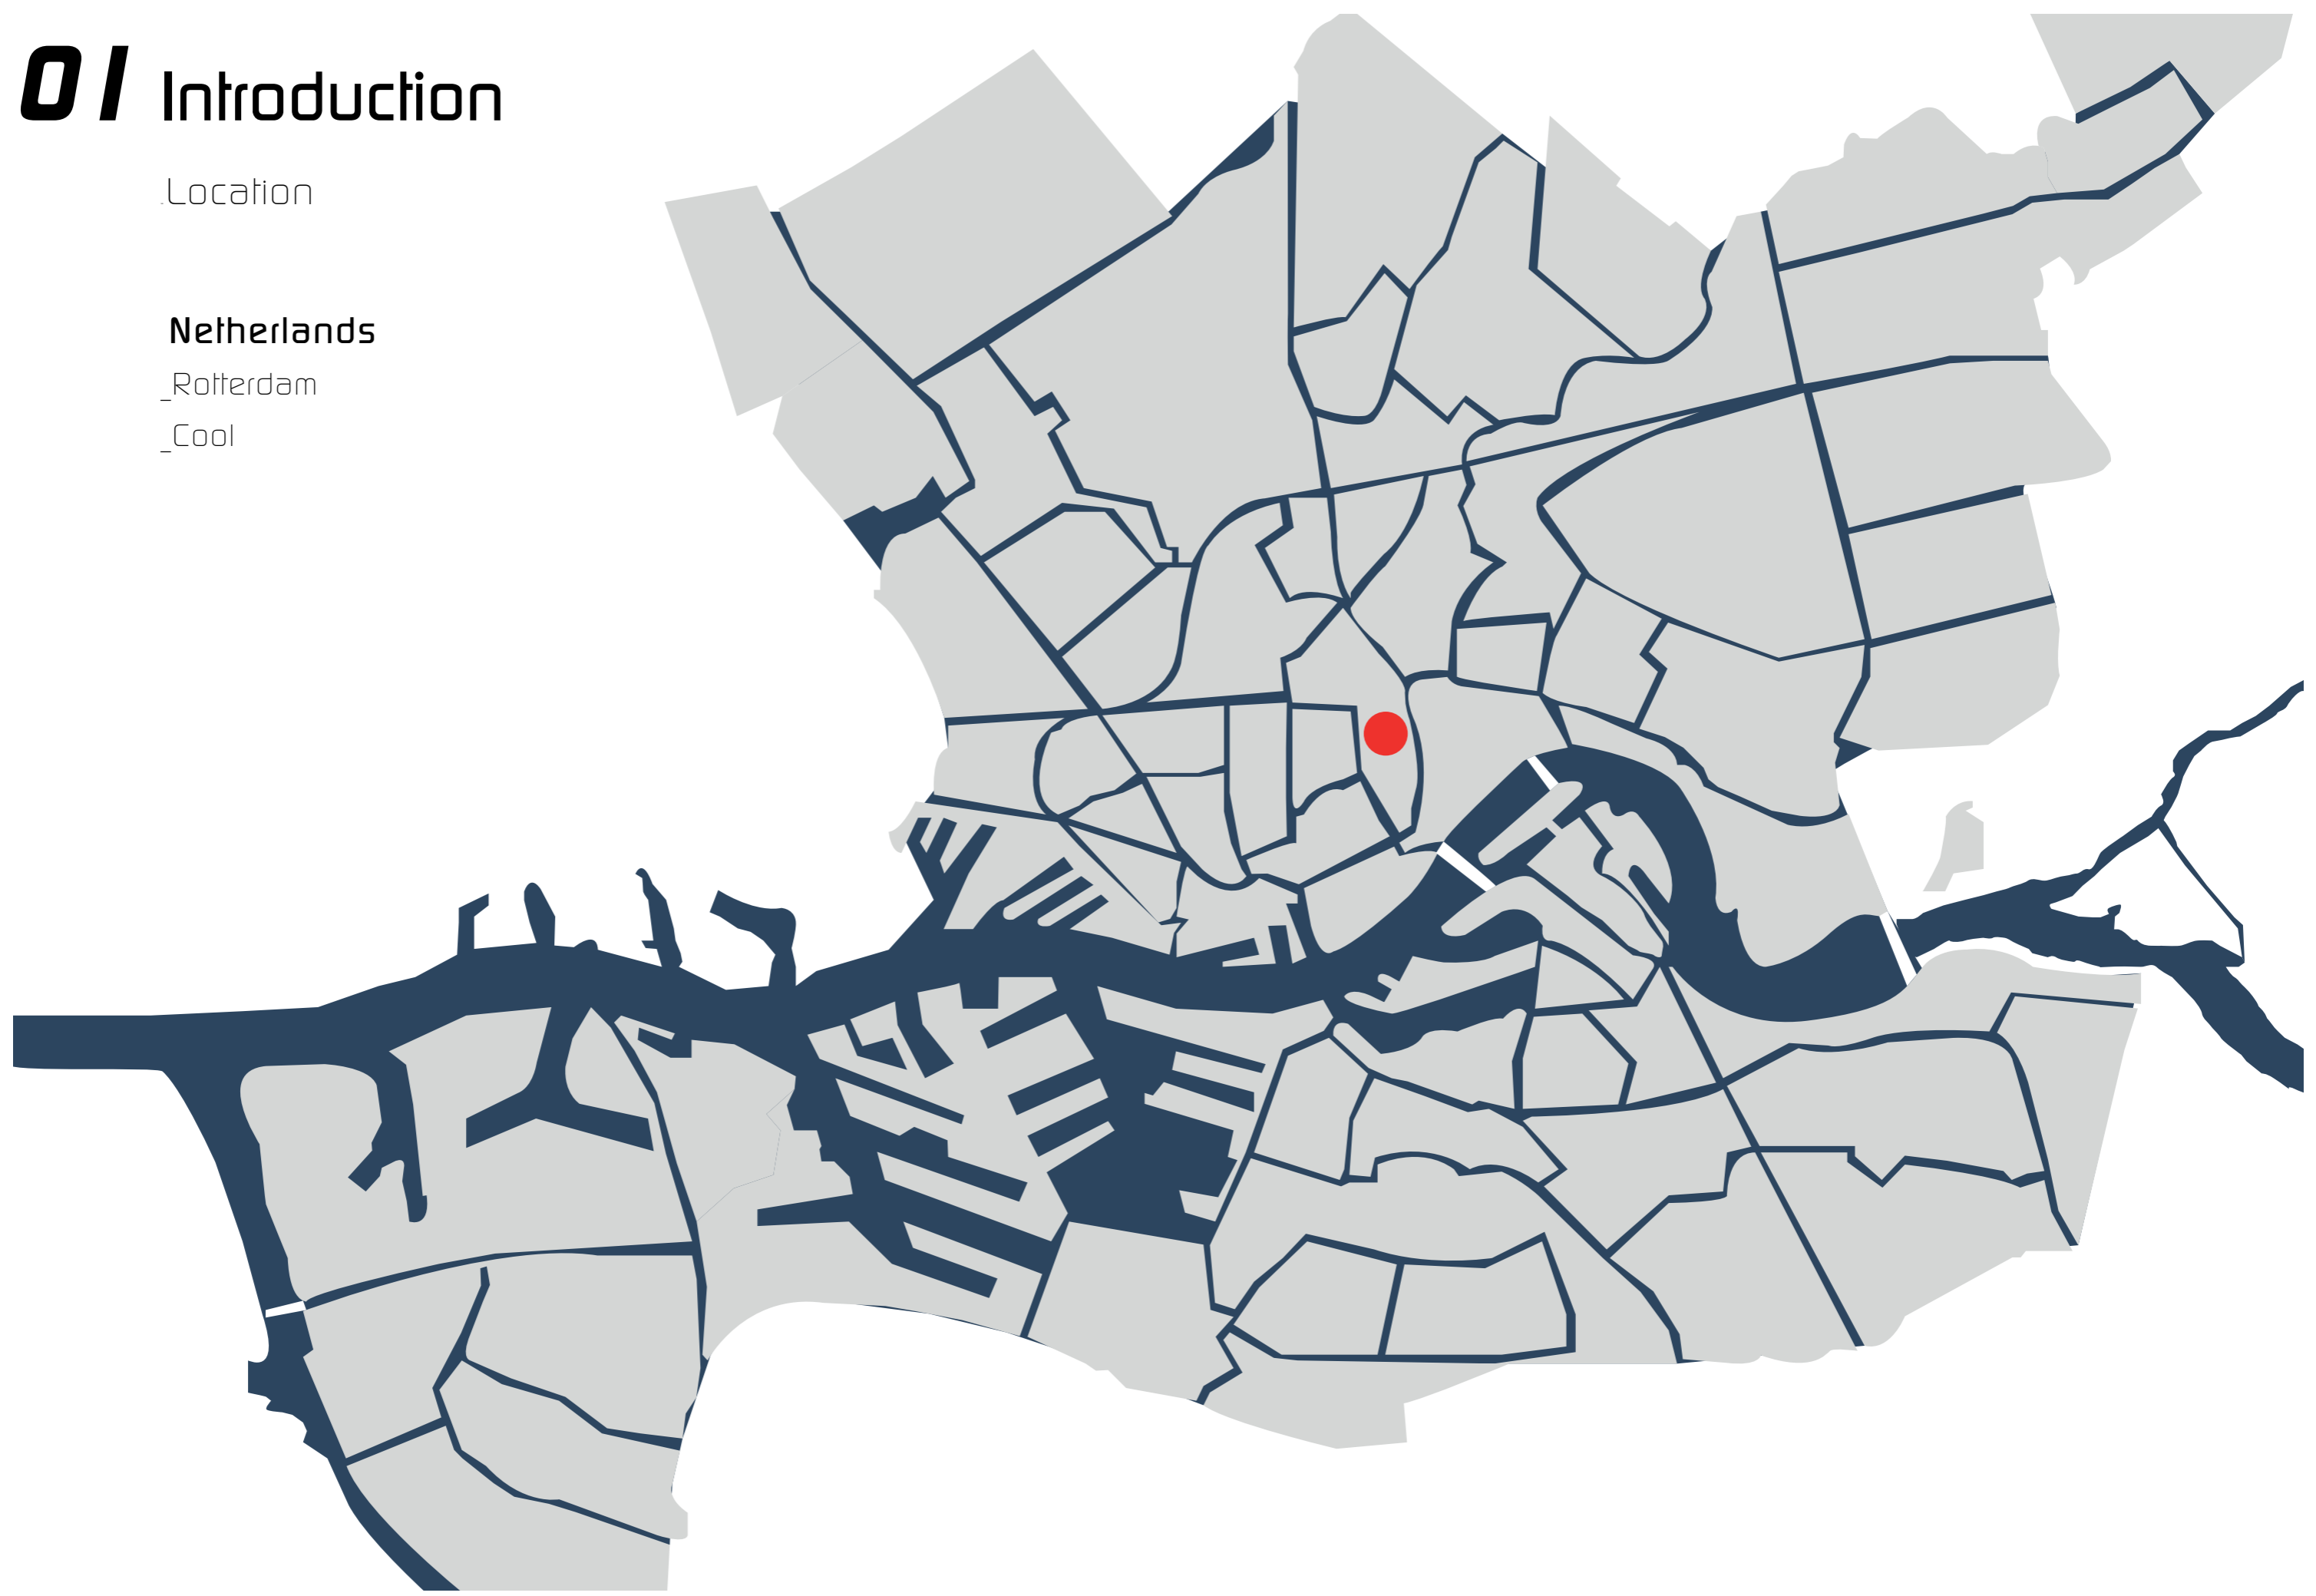 01 Introduction
.Location
Netherlands
_Rotterdam
_Cool